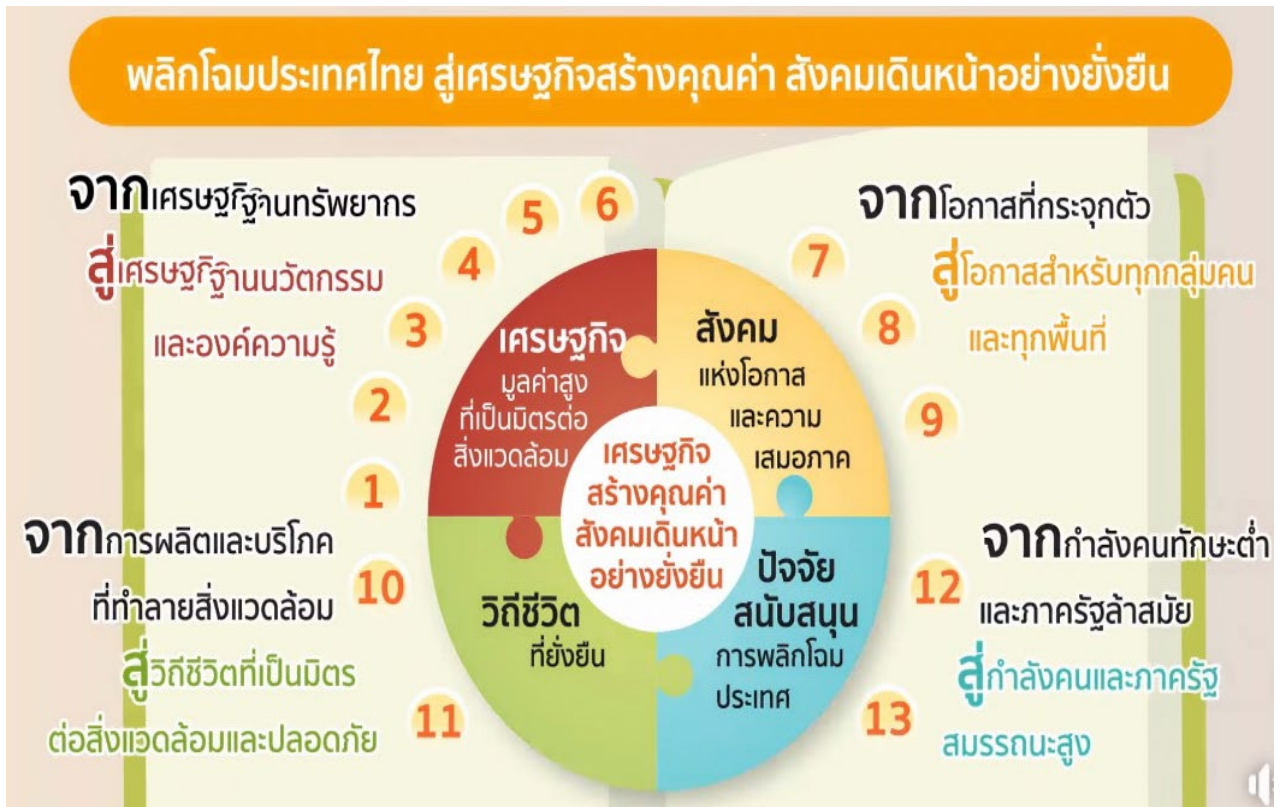 พลิกโฉมประเทศไทย สู่เศรษฐกิจสร้างคุณค่า สังคมเดินหน้าอย่างยั่งยืน
จากเศรษฐกิฐานทรัพยากร
สู่เศรษฐกิฐานนวัตกรรม
และองค์ความรู้
1
2
3
4
5
6
เศรษฐกิจ
มูลค่าสูง
ที่เป็นมิตรต่อ
สิ่งแวดล้อม
จากโอกาสที่กระจุกตัว
สู่โอกาสสำหรับทุกกลุ่มคน
และทุกพื้นที่
7
8
9
สังคม
แห่งโอกาส
และความ
เสมอภาค
เศรษฐกิจ
สร้างคุณค่า
สังคมเดินหน้า
อย่างยั่งยืน
จากการผลิตและบริโภค
ที่ทำลายสิ่งแวดล้อม
สู่วิถีชีวิตที่เป็นมิตร
ต่อสิ่งแวดล้อมและปลอดภัย
10
11
วิถีชีวิต
ที่ยั่งยืน
ปัจจัย
สนับสนุน
การพลิกโฉม
ประเทศ
12
13
จากกำลังคนทักษะต่ำ
และภาครัฐล้าสมัย
สู่กำลังคนและภาครัฐ
สมรรถนะสูง